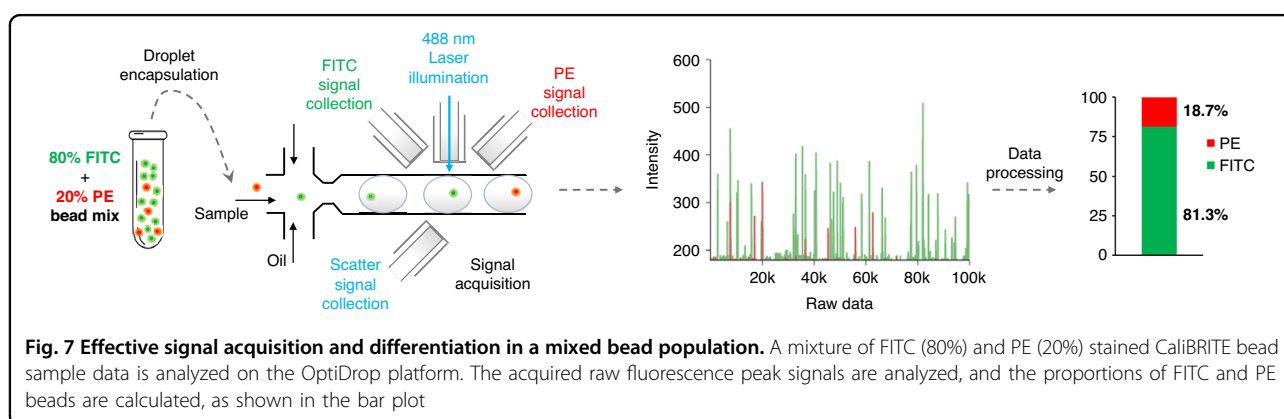 Droplet
encapsulation
80% FITC
+
20% PE
bead mix
Sample
Oil
FITC
signal
collection
488 nm
Laser
illumination
PE
signal
collection
Scatter
signal
collection
Signal
acquisition
Intensity
600
500
400
300
200
20k
40k
60k
80k
100k
Raw data
Data
processing
100
75
50
25
0
18.7%
PE
FITC
81.3%
Fig. 7 Effective signal acquisition and differentiation in a mixed bead population. A mixture of FITC (80%) and PE (20%) stained CaliBRITE bead
sample data is analyzed on the OptiDrop platform. The acquired raw fluorescence peak signals are analyzed, and the proportions of FITC and PE
beads are calculated, as shown in the bar plot